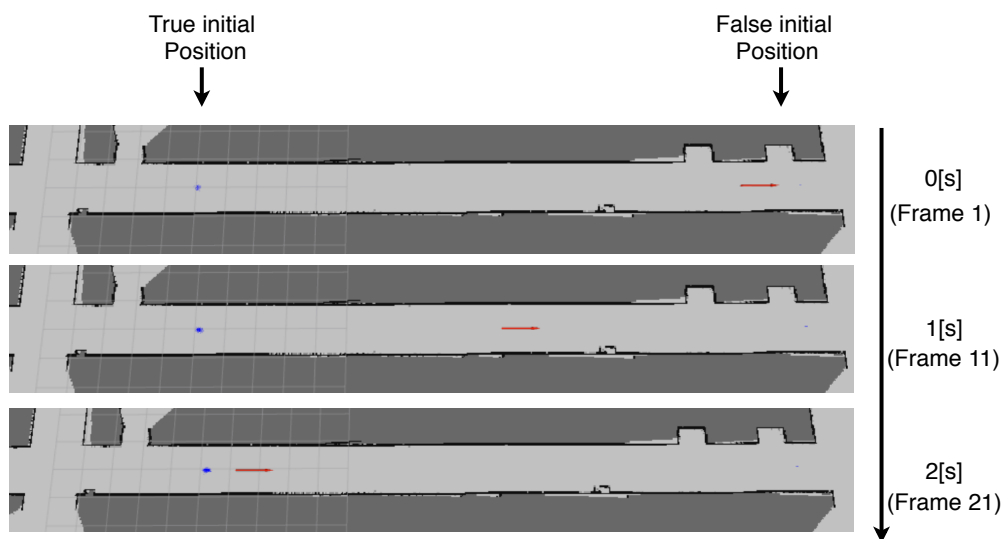 True initial
Position
False initial
Position
0[s]
(Frame 1)
1[s]
(Frame 11)
2[s]
(Frame 21)